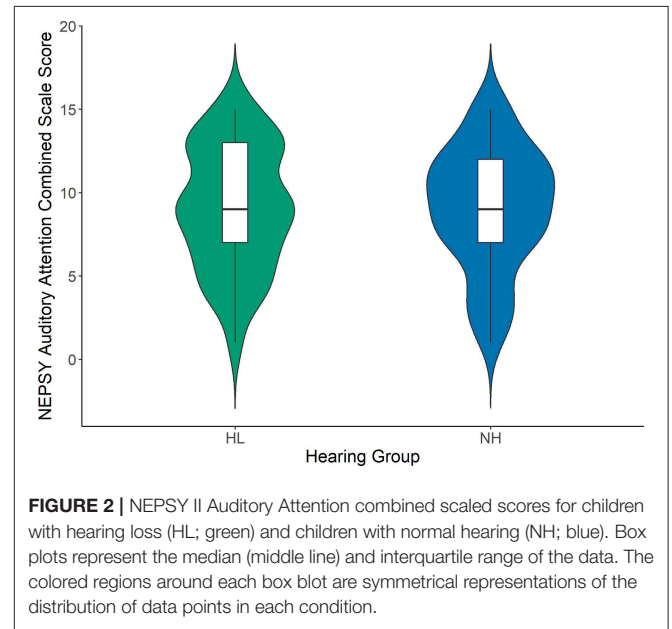 20
15
10
5
0
NEPSY Auditory Attention Combined Scale Score
HL
NH
Hearing Group
FIGURE 2 | NEPSY II Auditory Attention combined scaled scores for children
with hearing loss (HL; green) and children with normal hearing (NH; blue). Box
plots represent the median (middle line) and interquartile range of the data. The
colored regions around each box blot are symmetrical representations of the
distribution of data points in each condition.